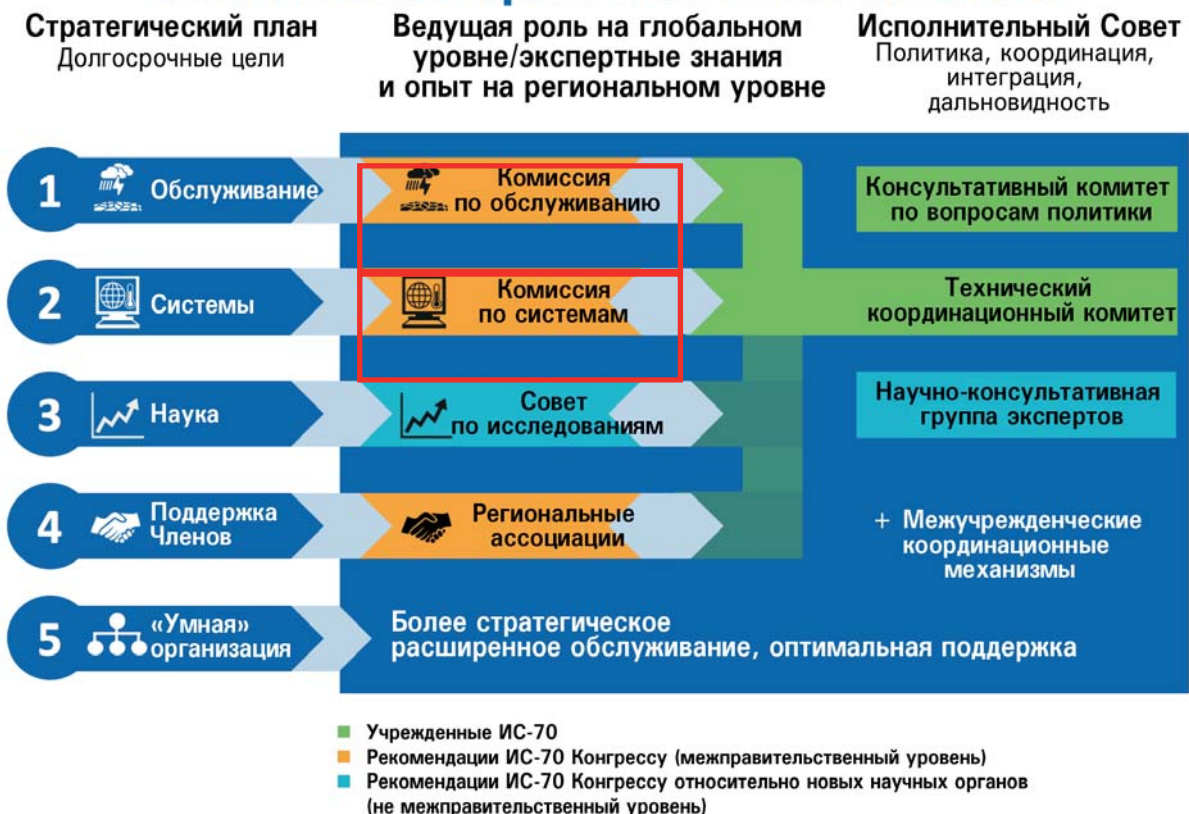 Стратегический план
Долгосрочные цели
Ведущая роль на глобальном
уровне/экспертные знания
и опыт на региональном уровне
Исполнительный Совет
Политика, координация,
интеграция,
дальновидность
1 Обслуживание
Комиссия
по обслуживанию
Консультативный комитет
по вопросам политики
2 Системы
Комиссия
по системам
Технический
координационный комитет
3 Наука
Совет
по исследованиям
Научно-консультативная
группа экспертов
4 Поддержка
Членов
Региональные
ассоциации
+ Межучрежденческие
координационные
механизмы
5 «Умная»
организация
Более стратегическое
расширенное обслуживание, оптимальная поддержка
Учрежденные ИС-70
Рекомендации ИС-70 Конгрессу (межправительственный уровень)
Рекомендации ИС-70 Конгрессу относительно новых научных органов
(не межправительственный уровень)